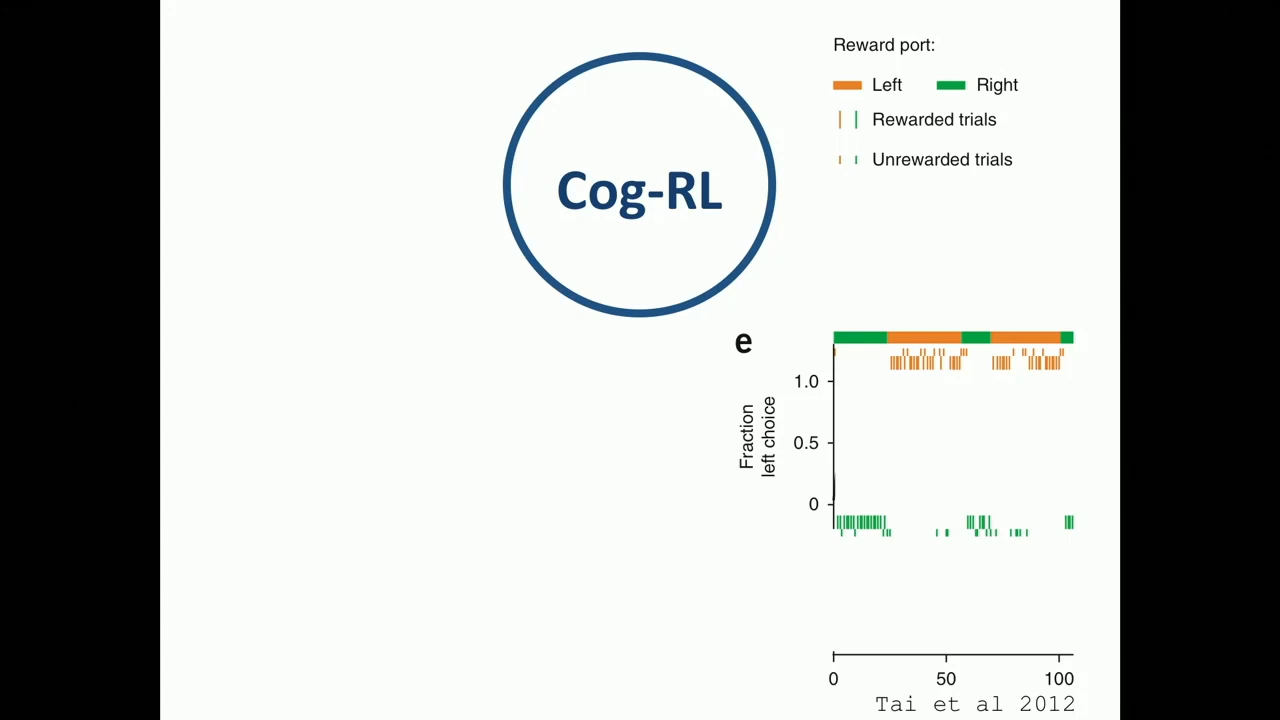 Reward port:
Left Right
Rewarded trials
Unrewarded trials
Cog-RL
e
Fraction
left choice
1.0
0.5
0
0 50 100
Tai et al 2012